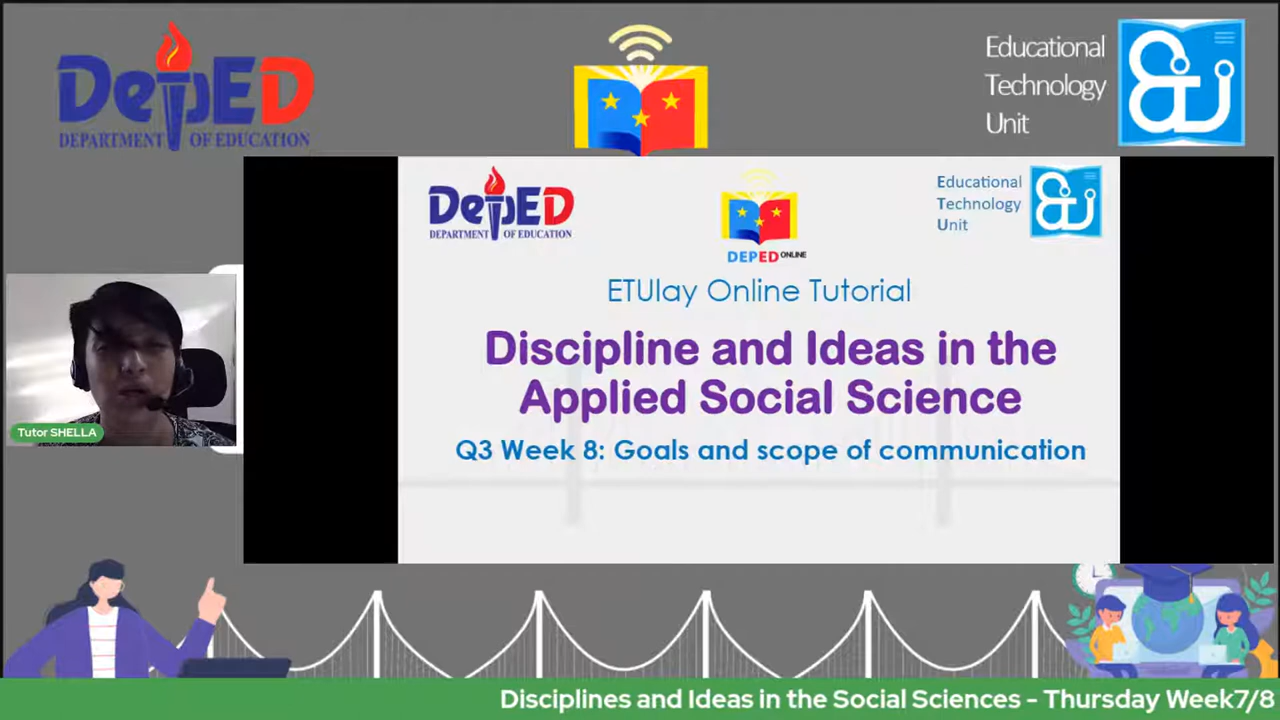 DepED
DEPARTMENT OF EDUCATION
Educational
Technology
Unit
DepED
DEPARTMENT OF EDUCATION
DEPED ONLINE
Educational
Technology
Unit
ETUlay Online Tutorial
Discipline and Ideas in the
Applied Social Science
Q3 Week 8: Goals and scope of communication
Tutor SHELLA
Disciplines and Ideas in the Social Sciences - Thursday Week7/8